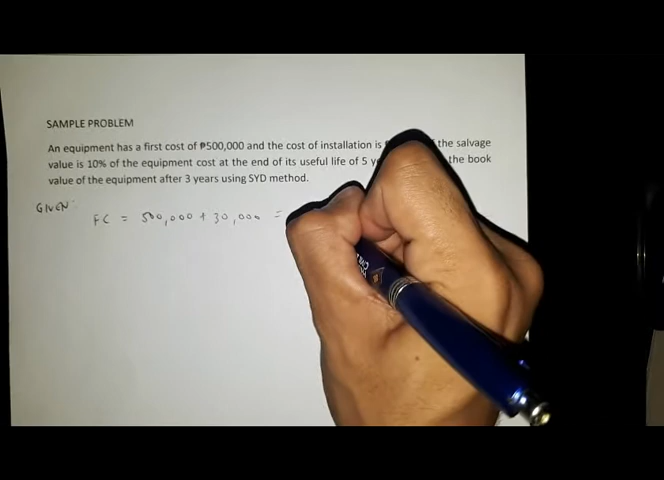 SAMPLE PROBLEM
An equipment has a first cost of ₱500,000 and the cost of installation is the salvage
value is 10% of the equipment cost at the end of its useful life of 5 the book
value of the equipment after 3 years using SYD method.
GIVEN:
FC = 500,000 + 30,000 =